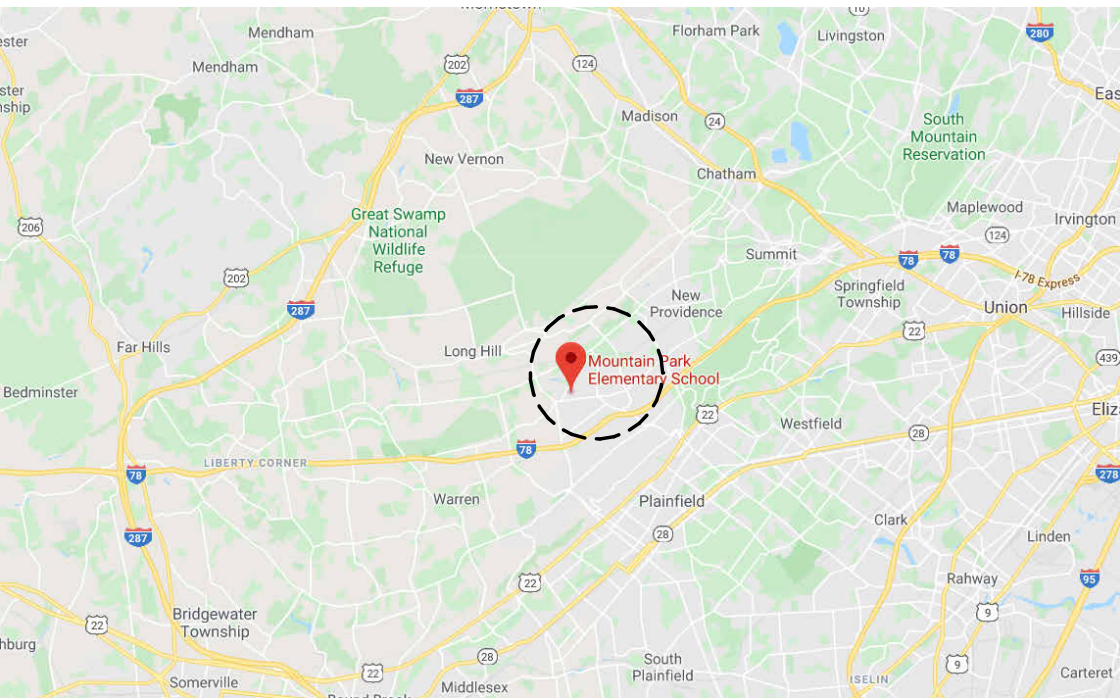 10
Mendham
Florham Park
Livingston
280
202
124
Mendham
287
Madison
24
South
Mountain
Reservation
New Vernon
Chatham
Great Swamp
National
Wildlife
Refuge
Maplewood
Irvington
206
124
Summit
78
78
202
I-78 Express
Springfield
Township
New
Providence
287
Union
Hillside
22
Far Hills
Long Hill
Mountain Park
Elementary School
439
Bedminster
22
Westfield
28
78
LIBERTY CORNER
78
278
Warren
Plainfield
Clark
287
28
Linden
22
Rahway
95
9
Bridgewater
Township
22
28
South
Plainfield
9
22
Somerville
Middlesex
ISELIN
Carteret